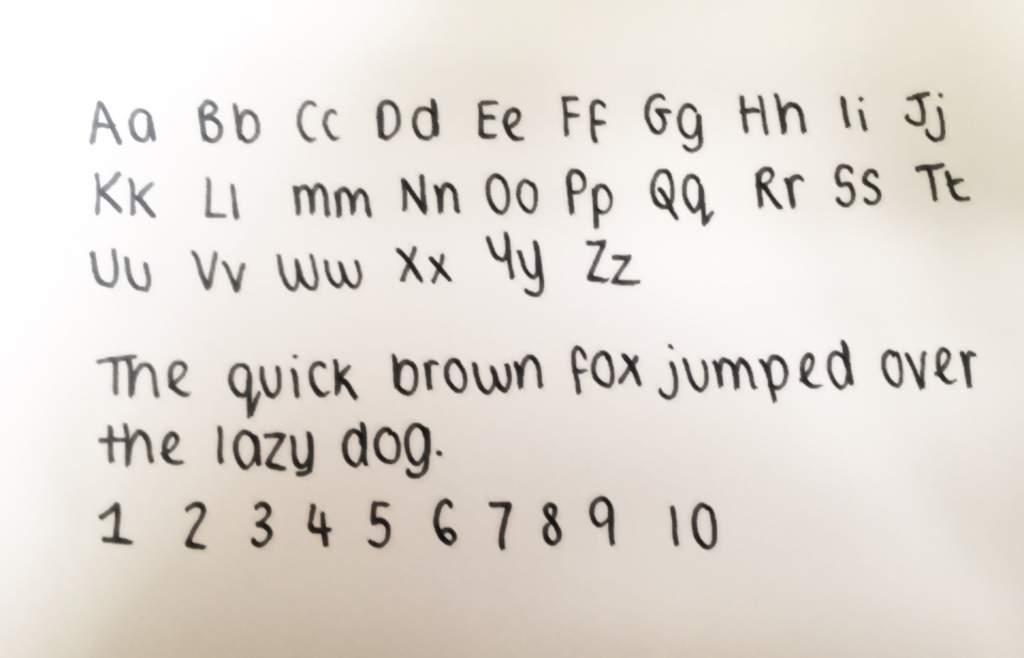 Aa Bb Cc Dd Ee Ff Gg Hh Ii Jj
Kk Ll mm Nn Oo Pp Qq Rr Ss Tt
Uu Vv Ww Xx Yy Zz
The quick brown fox jumped over
the lazy dog.
1 2 3 4 5 6 7 8 9 10